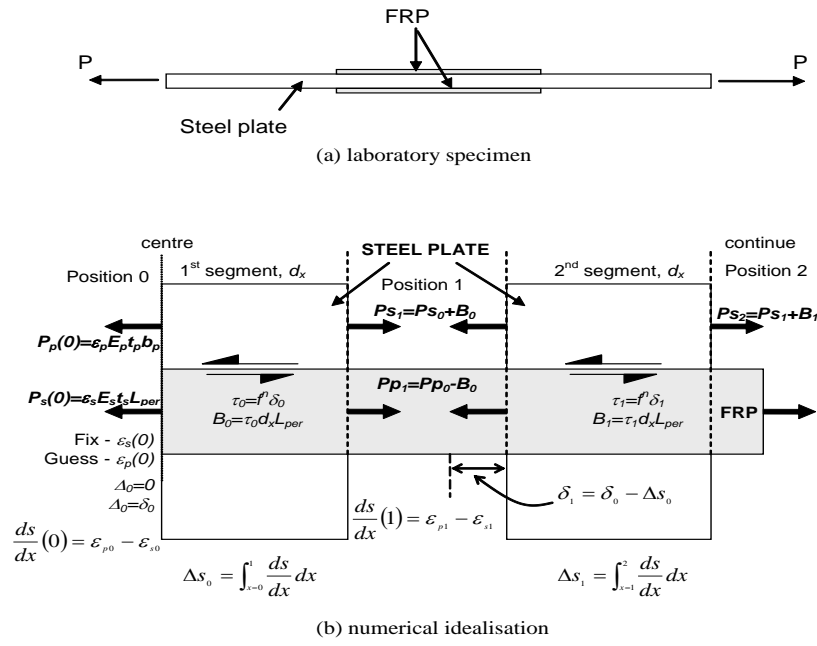 FRP
P
P
Steel plate
(a) laboratory specimen
centre
continue
Position 0
1st segment, dx
STEEL PLATE
Position 1
2nd segment, dx
Position 2
Ps1=Ps0+B0
Ps2=Ps1+B1
Pp(0)=εpEptpbp
Ps(0)=εsEstsLper
τ0=fⁿδ0
B0=τ0dxLper
Pp1=Pp0-B0
τ1=fⁿδ1
B1=τ1dxLper
FRP
Fix - εs(0)
Guess - εp(0)
Δ0=0
Δ0=δ0
ds/dx(0) = εp0 − εs0
ds/dx(1) = εp1 − εs1
δ1 = δ0 − Δs0
Δs0 = ∫x=0^1 ds/dx dx
Δs1 = ∫x=1^2 ds/dx dx
(b) numerical idealisation